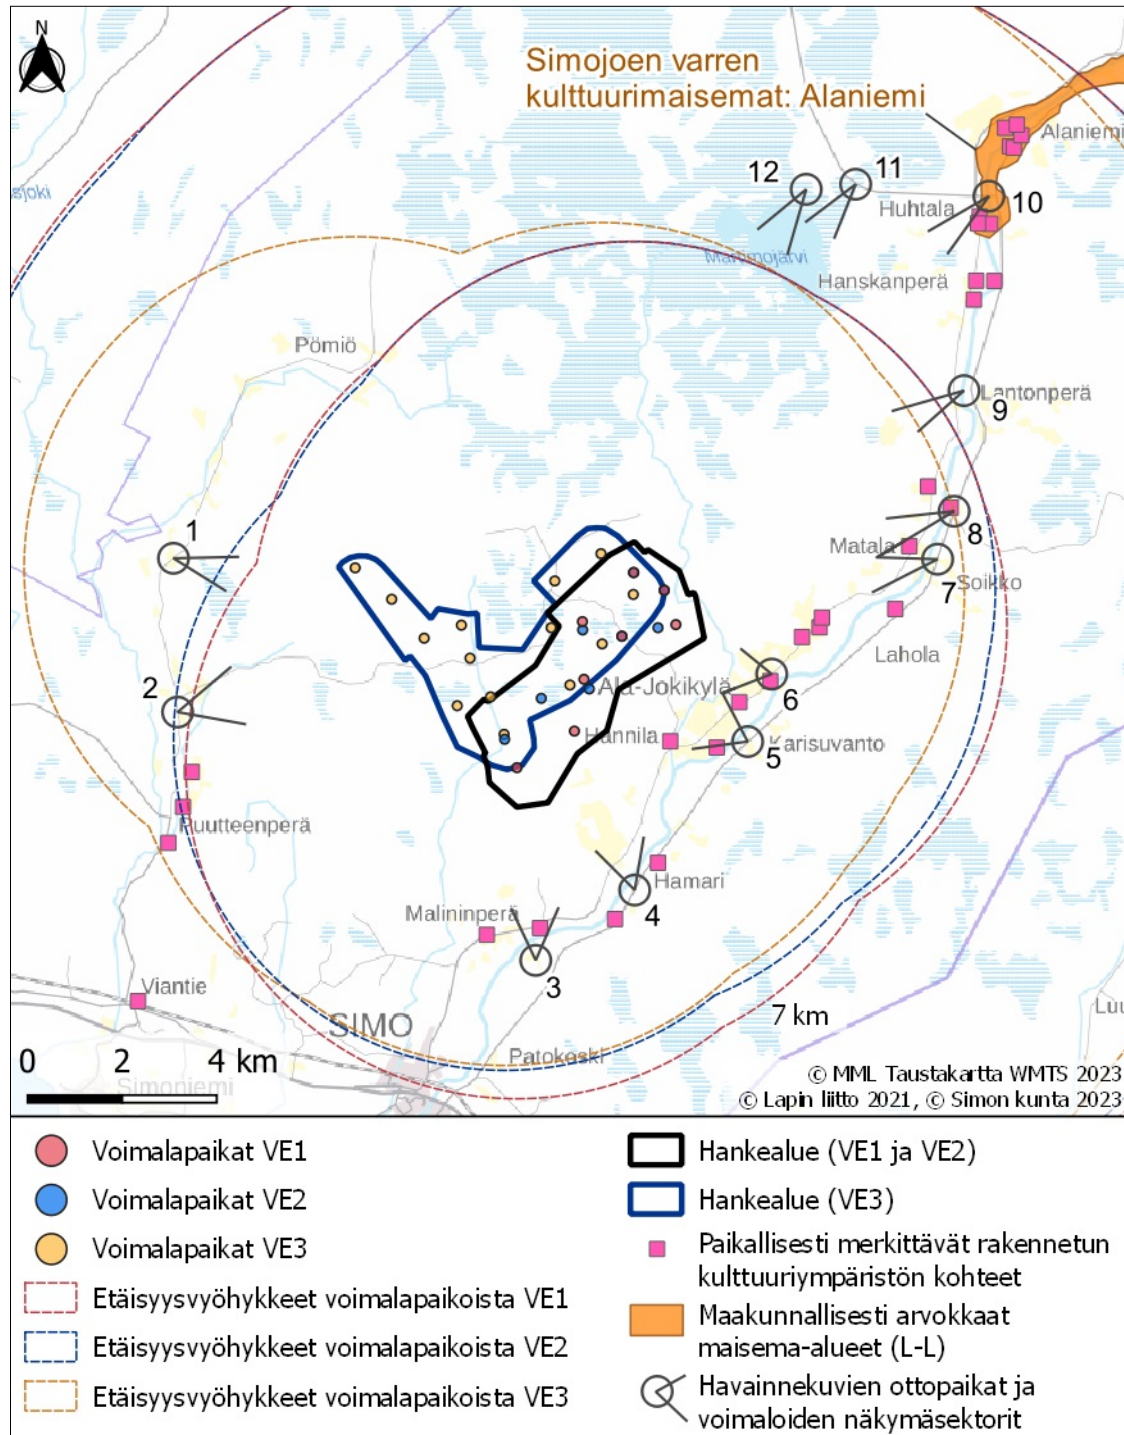 N
Simojoen varren
kulttuurimaisemat: Alaniemi
Alaniemi
12
11
10
Huhtala
sjoki
Hanskanperä
Pömiö
Lantonperä
9
1
8
Matala
7
Soikko
2
Lahola
6
Ala-Jokikylä
Hannila
Karisuvanto
5
Puutteenperä
Hamari
4
Malininperä
3
Viantie
7 km
Luu
SIMO
0 2 4 km
Patokoski
Simoniemi
© MML Taustakartta WMTS 2023
© Lapin liitto 2021, © Simon kunta 2023
Voimalapaikat VE1
Voimalapaikat VE2
Voimalapaikat VE3
Etäisyysvyöhykkeet voimalapaikoista VE1
Etäisyysvyöhykkeet voimalapaikoista VE2
Etäisyysvyöhykkeet voimalapaikoista VE3
Hankealue (VE1 ja VE2)
Hankealue (VE3)
Paikallisesti merkittävät rakennetun
kulttuuriympäristön kohteet
Maakunnallisesti arvokkaat
maisema-alueet (L-L)
Havainnekuvien ottopaikat ja
voimaloiden näkymäsektorit